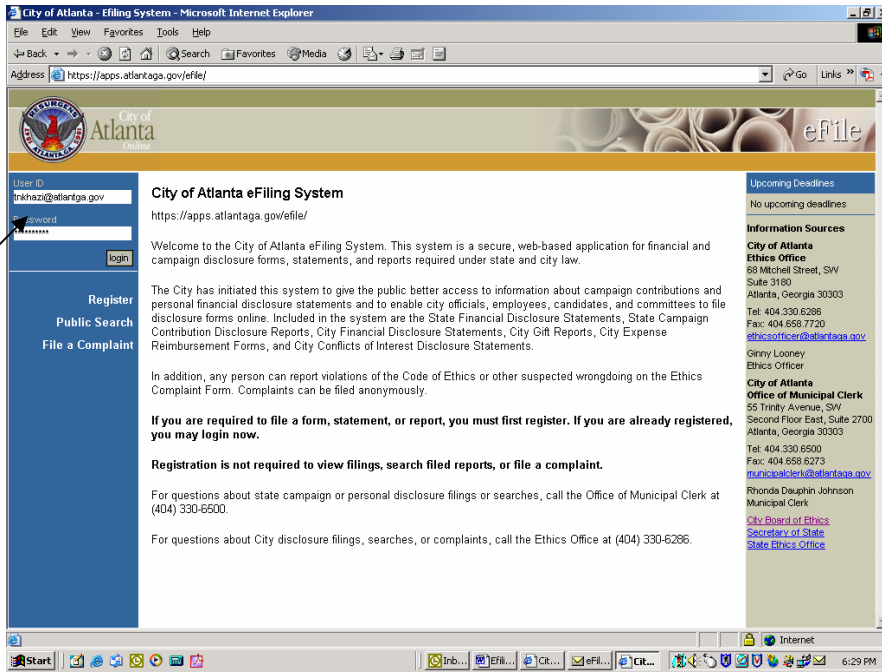 City of Atlanta - Efiling System - Microsoft Internet Explorer
File Edit View Favorites Tools Help
Back Search Favorites Media
Address https://apps.atlantaga.gov/efile/ Go Links »
RESURGENS
ATLANTA, GA.
City of
Atlanta
Online
eFile
User ID
tnkhazi@atlantga.gov
Password
**********
login
Register
Public Search
File a Complaint
City of Atlanta eFiling System
https://apps.atlantaga.gov/efile/
Welcome to the City of Atlanta eFiling System. This system is a secure, web-based application for financial and
campaign disclosure forms, statements, and reports required under state and city law.
The City has initiated this system to give the public better access to information about campaign contributions and
personal financial disclosure statements and to enable city officials, employees, candidates, and committees to file
disclosure forms online. Included in the system are the State Financial Disclosure Statements, State Campaign
Contribution Disclosure Reports, City Financial Disclosure Statements, City Gift Reports, City Expense
Reimbursement Forms, and City Conflicts of Interest Disclosure Statements.
In addition, any person can report violations of the Code of Ethics or other suspected wrongdoing on the Ethics
Complaint Form. Complaints can be filed anonymously.
If you are required to file a form, statement, or report, you must first register. If you are already registered,
you may login now.
Registration is not required to view filings, search filed reports, or file a complaint.
For questions about state campaign or personal disclosure filings or searches, call the Office of Municipal Clerk at
(404) 330-6500.
For questions about City disclosure filings, searches, or complaints, call the Ethics Office at (404) 330-6286.
Upcoming Deadlines
No upcoming deadlines
Information Sources
City of Atlanta
Ethics Office
68 Mitchell Street, SW
Suite 3180
Atlanta, Georgia 30303
Tel: 404.330.6286
Fax: 404.658.7720
ethicsofficer@atlantaga.gov
Ginny Looney
Ethics Officer
City of Atlanta
Office of Municipal Clerk
55 Trinity Avenue, SW
Second Floor East, Suite 2700
Atlanta, Georgia 30303
Tel: 404.330.6500
Fax: 404.658.6273
municipalclerk@atlantaga.gov
Rhonda Dauphin Johnson
Municipal Clerk
City Board of Ethics
Secretary of State
State Ethics Office
Internet
Start Inb... Efili... Cit... eFil... Cit... 6:29 PM